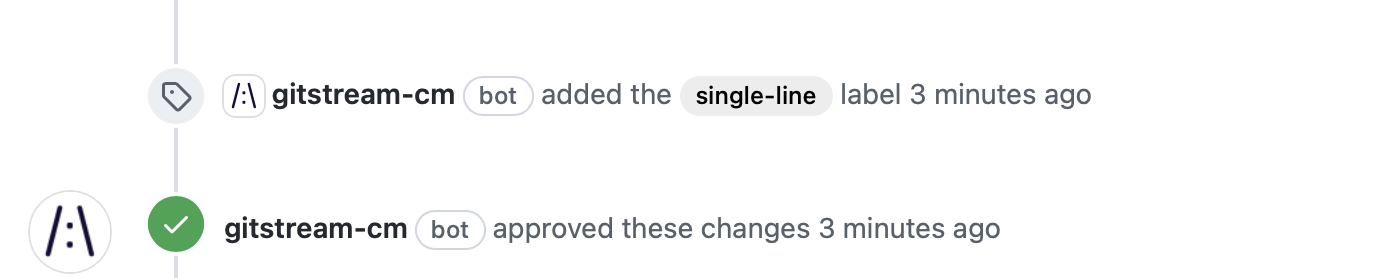 /:\ gitstream-cm bot added the single-line label 3 minutes ago
/:\ gitstream-cm bot approved these changes 3 minutes ago